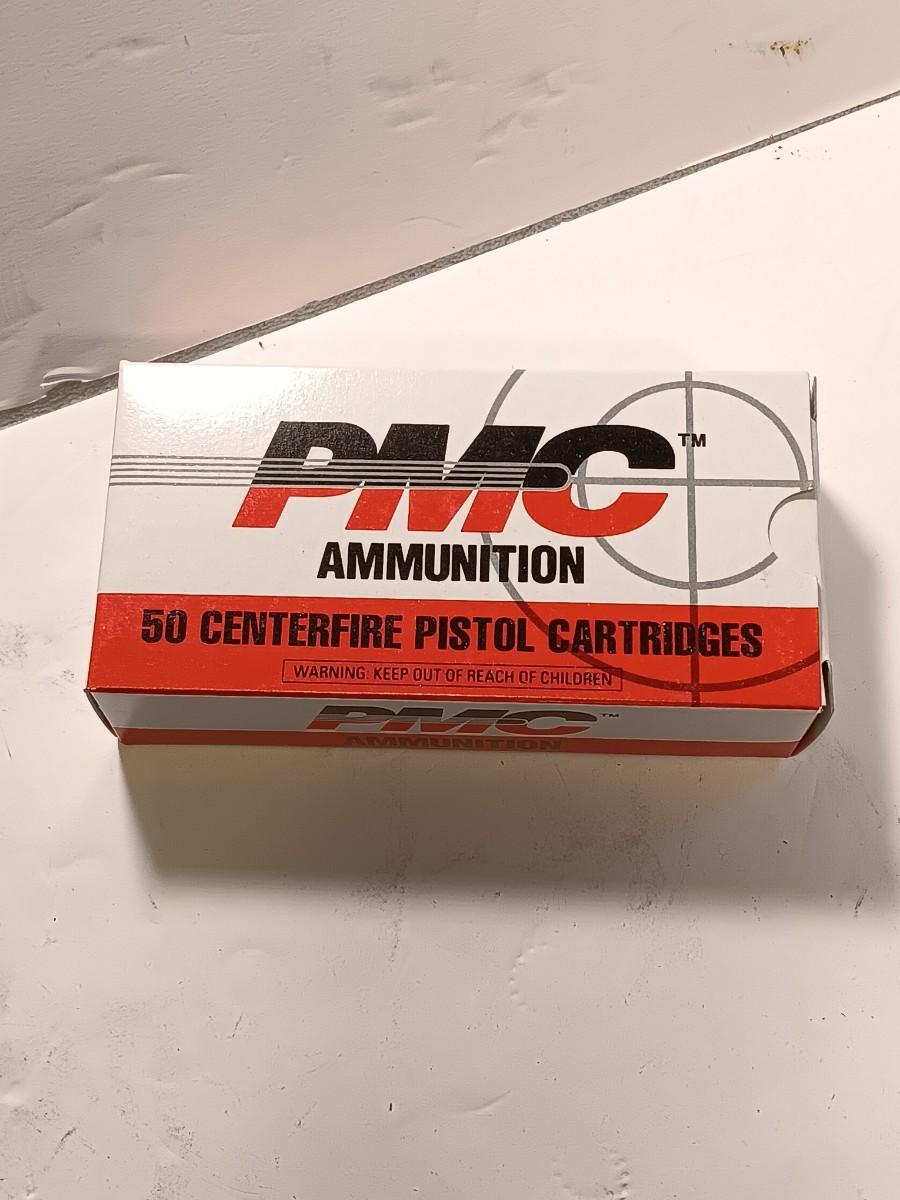 PMC™
AMMUNITION
50 CENTERFIRE PISTOL CARTRIDGES
WARNING: KEEP OUT OF REACH OF CHILDREN
PMC™
AMMUNITION